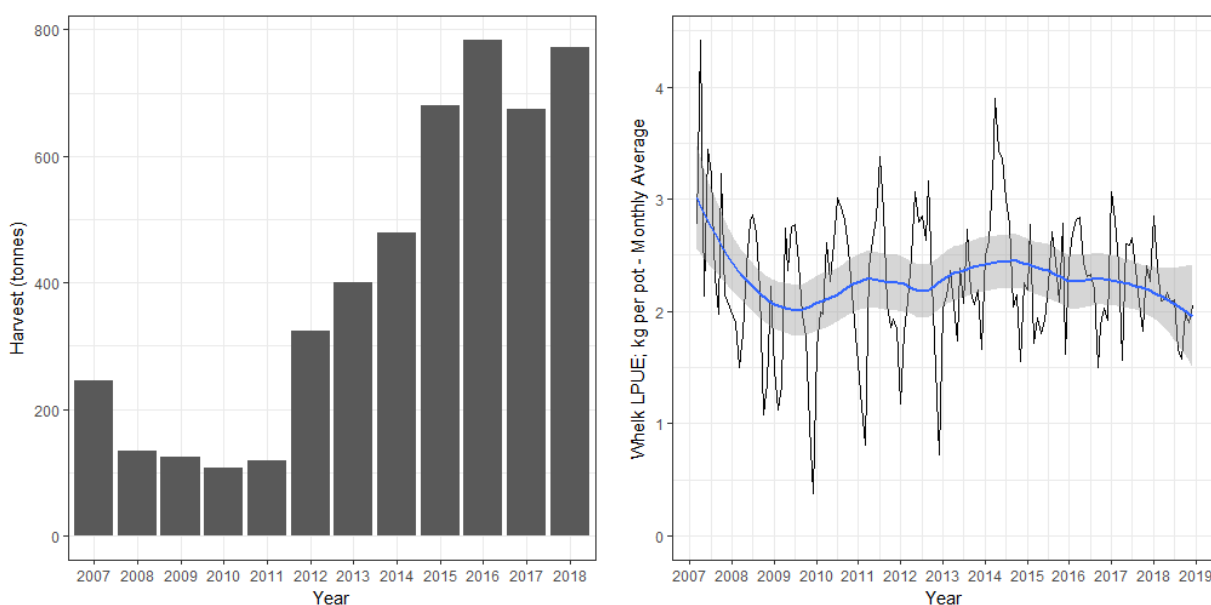 Harvest (tonnes)
800
600
400
200
0
2007 2008 2009 2010 2011 2012 2013 2014 2015 2016 2017 2018
Year
Whelk LPUE; kg per pot - Monthly Average
4
3
2
1
0
2007 2008 2009 2010 2011 2012 2013 2014 2015 2016 2017 2018 2019
Year